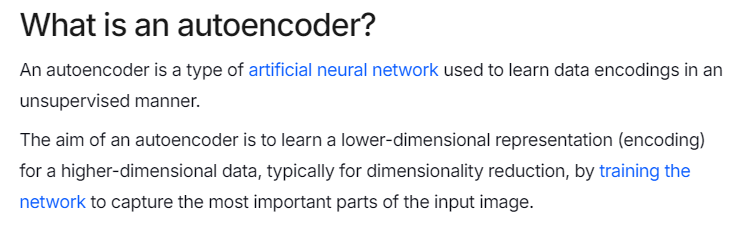 What is an autoencoder?
An autoencoder is a type of artificial neural network used to learn data encodings in an
unsupervised manner.
The aim of an autoencoder is to learn a lower-dimensional representation (encoding)
for a higher-dimensional data, typically for dimensionality reduction, by training the
network to capture the most important parts of the input image.